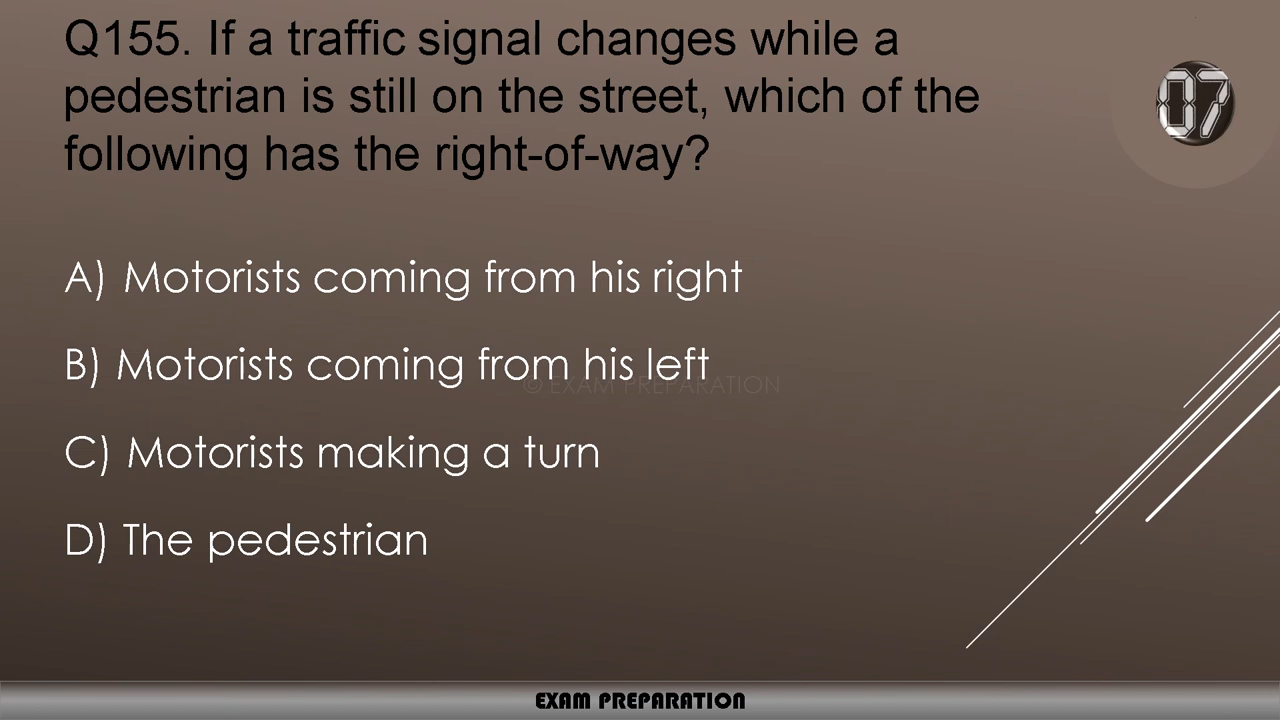 Q155. If a traffic signal changes while a
pedestrian is still on the street, which of the
following has the right-of-way?
07
A) Motorists coming from his right
B) Motorists coming from his left
© EXAM PREPARATION
C) Motorists making a turn
D) The pedestrian
EXAM PREPARATION